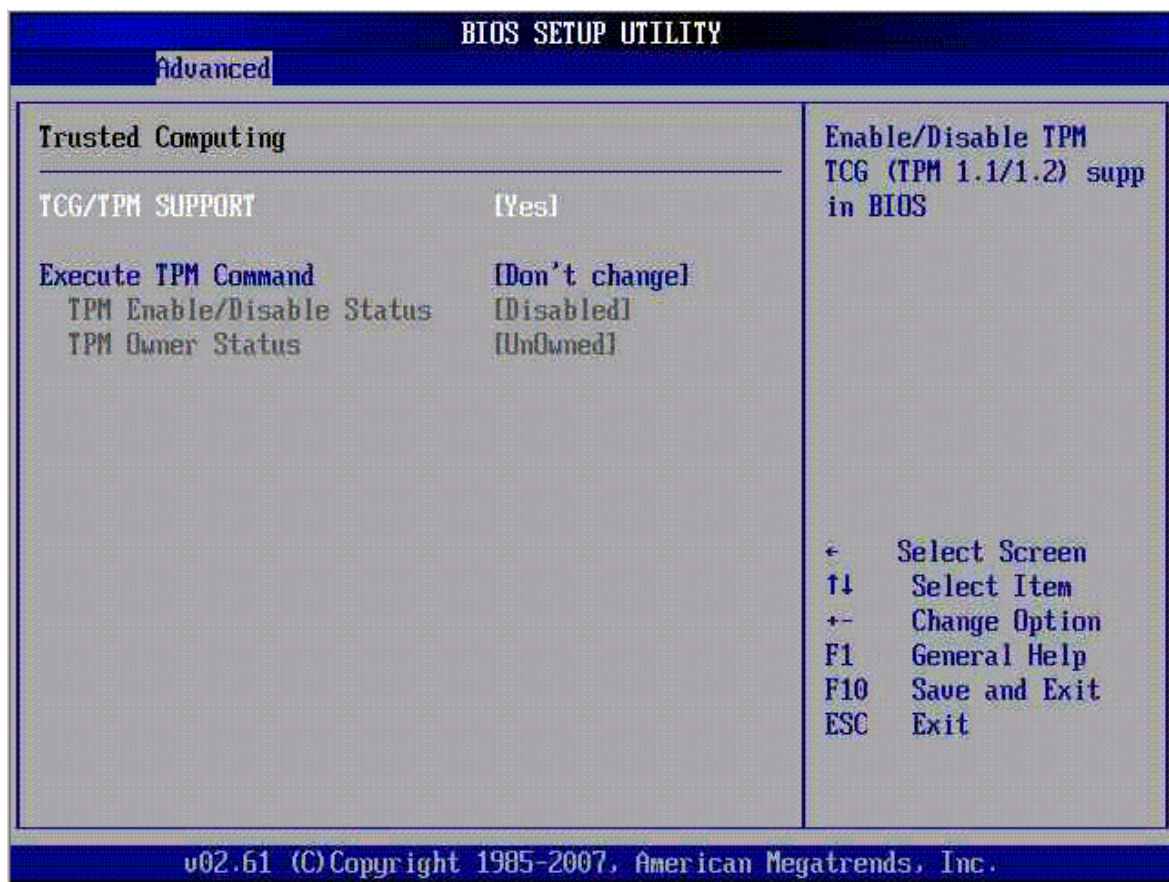 BIOS SETUP UTILITY
Advanced
Trusted Computing
TCG/TPM SUPPORT [Yes]
Execute TPM Command [Don't change]
TPM Enable/Disable Status [Disabled]
TPM Owner Status [UnOwned]
Enable/Disable TPM
TCG (TPM 1.1/1.2) supp
in BIOS
← Select Screen
↑↓ Select Item
+- Change Option
F1 General Help
F10 Save and Exit
ESC Exit
v02.61 (C)Copyright 1985-2007, American Megatrends, Inc.